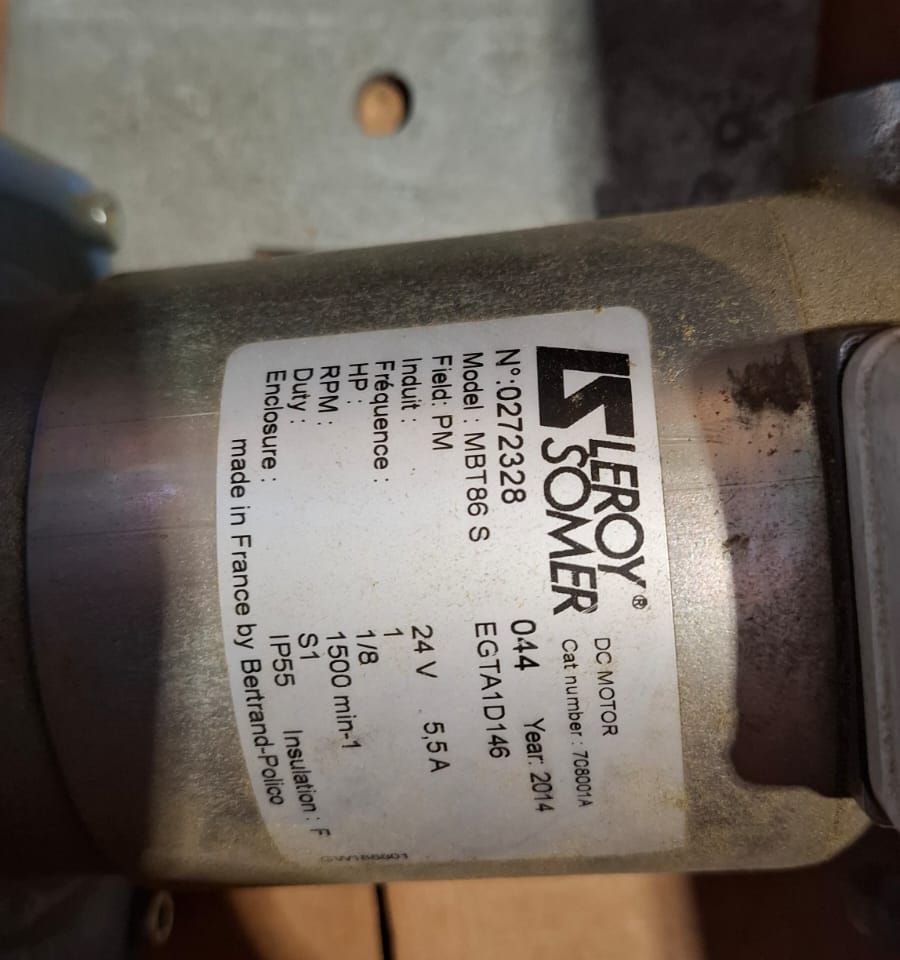 LEROY®
SOMER
DC MOTOR
Cat number : 708001A
N°.:0272328 044 Year: 2014
Model : MBT86 S EGTA1D146
Field: PM
Induit : 24 V 5,5 A
Fréquence : 1
HP : 1/8
RPM : 1500 min-1
Duty : S1
Enclosure : IP55 Insulation : F
made in France by Bertrand-Polico